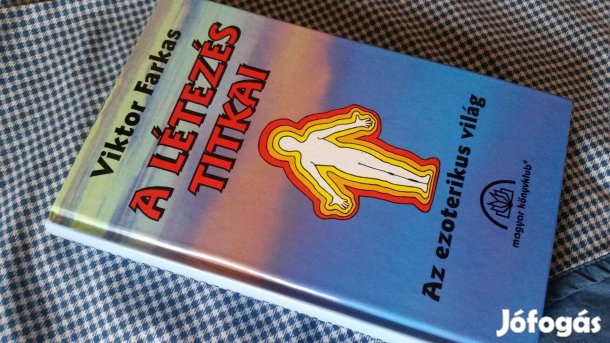 Viktor Farkas
A LÉTEZÉS
TITKAI
Az ezoterikus világ
magyar könyvklub®
Jófogás